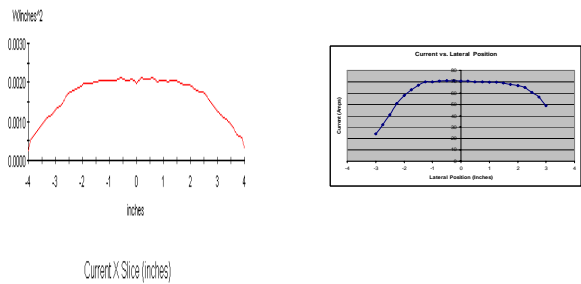 W/inches^2
0.0030
0.0020
0.0010
0.0000
-4 -3 -2 -1 0 1 2 3 4
inches
Current X Slice (inches)
Current vs. Lateral Position
Current (Amps)
80
70
60
50
40
30
20
10
0
-4 -3 -2 -1 0 1 2 3 4
Lateral Position (Inches)